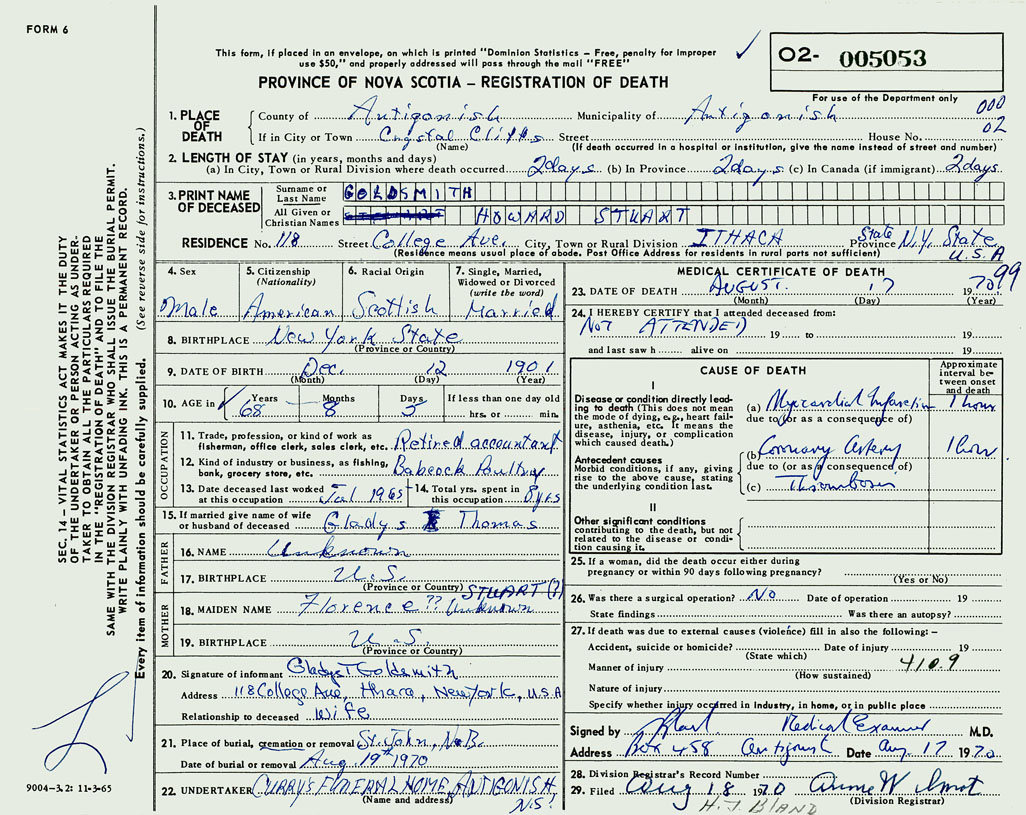 FORM 6
This form, if placed in an envelope, on which is printed "Dominion Statistics – Free, penalty for improper
use $50," and properly addressed will pass through the mail "FREE"
PROVINCE OF NOVA SCOTIA – REGISTRATION OF DEATH
O2- 005053
For use of the Department only
000
02
1. PLACE OF DEATH
County of Antigonish Municipality of Antigonish
If in City or Town Crystal Cliffs Street House No.
(Name) (If death occurred in a hospital or institution, give the name instead of street and number)
2. LENGTH OF STAY (in years, months and days)
(a) In City, Town or Rural Division where death occurred 2 days (b) In Province 2 days (c) In Canada (if immigrant) 2 days
3. PRINT NAME OF DECEASED
Surname or Last Name GOLDSMITH
All Given or Christian Names HOWARD STUART
RESIDENCE No. 118 Street College Ave. City, Town or Rural Division ITHACA State Province N.Y. State
U.S.A
(Residence means usual place of abode. Post Office Address for residents in rural parts not sufficient)
99
4. Sex
Male
5. Citizenship
(Nationality)
American
6. Racial Origin
Scottish
7. Single, Married,
Widowed or Divorced
(write the word)
Married
8. BIRTHPLACE New York State
(Province or Country)
9. DATE OF BIRTH Dec. 12 1901
(Month) (Day) (Year)
10. AGE in Years Months Days If less than one day old
68 8 5 hrs. or min.
OCCUPATION
11. Trade, profession, or kind of work as
fisherman, office clerk, sales clerk, etc. Retired accountant
12. Kind of industry or business, as fishing,
bank, grocery store, etc. Babcock Poultry
13. Date deceased last worked
at this occupation Jul 1965
14. Total yrs. spent in
this occupation 8 yrs
15. If married give name of wife
or husband of deceased Gladys Thomas
FATHER
16. NAME Unknown
17. BIRTHPLACE U.S.
(Province or Country)
MOTHER
STUART (?)
18. MAIDEN NAME Florence ?? Unknown
19. BIRTHPLACE U.S.
(Province or Country)
20. Signature of informant Gladys T Goldsmith
Address 118 College Ave, Ithaca, New York, U.S.A
Relationship to deceased Wife
21. Place of burial, cremation or removal St. John, N.B.
Date of burial or removal Aug. 19th 1970
22. UNDERTAKER CURRY'S FUNERAL HOME, ANTIGONISH
(Name and address) N.S.
MEDICAL CERTIFICATE OF DEATH
23. DATE OF DEATH AUGUST 17 1970
(Month) (Day) (Year)
24. I HEREBY CERTIFY that I attended deceased from:
NOT ATTENDED 19 to 19
and last saw h alive on 19
CAUSE OF DEATH
Approximate
interval be-
tween onset
and death
I
Disease or condition directly lead-
ing to death (This does not mean
the mode of dying, e.g., heart fail-
ure, asthenia, etc. It means the
disease, injury, or complication
which caused death.)
(a) Myocardial Infarction 1 hour
due to (or as a consequence of)
Antecedent causes
Morbid conditions, if any, giving
rise to the above cause, stating
the underlying condition last.
(b) Coronary Artery 1 hour
due to (or as a consequence of)
(c) Thrombosis
II
Other significant conditions
contributing to the death, but not
related to the disease or condi-
tion causing it.
25. If a woman, did the death occur either during
pregnancy or within 90 days following pregnancy?
(Yes or No)
26. Was there a surgical operation? No Date of operation 19
State findings Was there an autopsy?
27. If death was due to external causes (violence) fill in also the following: –
Accident, suicide or homicide? Date of injury 19
(State which)
4109
Manner of injury
(How sustained)
Nature of injury
Specify whether injury occurred in industry, in home, or in public place
Signed by Medical Examiner M.D.
Address Box 458 Antigonish Date Aug. 17 1970
28. Division Registrar's Record Number
29. Filed Aug 18 1970
(Division Registrar)
H. J. BLAND
SEC. 14 – VITAL STATISTICS ACT MAKES IT THE DUTY
OF THE UNDERTAKER OR PERSON ACTING AS UNDER-
TAKER TO OBTAIN ALL THE PARTICULARS REQUIRED
IN THE "REGISTRATION OF DEATH" AND TO FILE THE
SAME WITH THE DIVISION REGISTRAR WHO SHALL ISSUE THE BURIAL PERMIT.
WRITE PLAINLY WITH UNFADING INK. THIS IS A PERMANENT RECORD.
Every item of information should be carefully supplied. (See reverse side for instructions.)
9004-3.2: 11-3-65